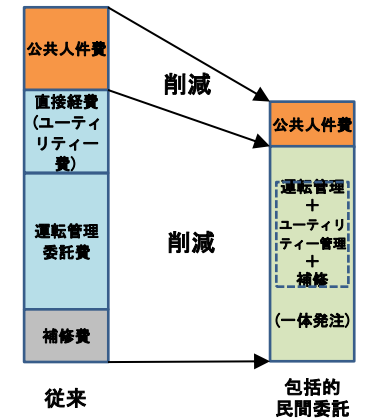 公共人件費
直接経費
(ユーティ
リティー
費)
運転管理
委託費
補修費
従来
削減
削減
公共人件費
運転管理
＋
ユーティリ
ティー管理
＋
補修
(一体発注)
包括的
民間委託